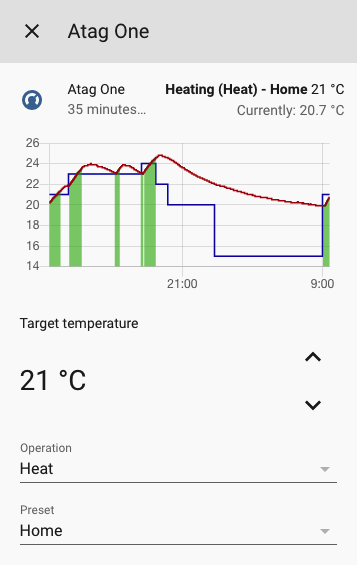 Atag One
Atag One
Heating (Heat) - Home 21 °C
35 minutes...
Currently: 20.7 °C
26
24
22
20
18
16
14
21:00
9:00
Target temperature
21 °C
Operation
Heat
Preset
Home